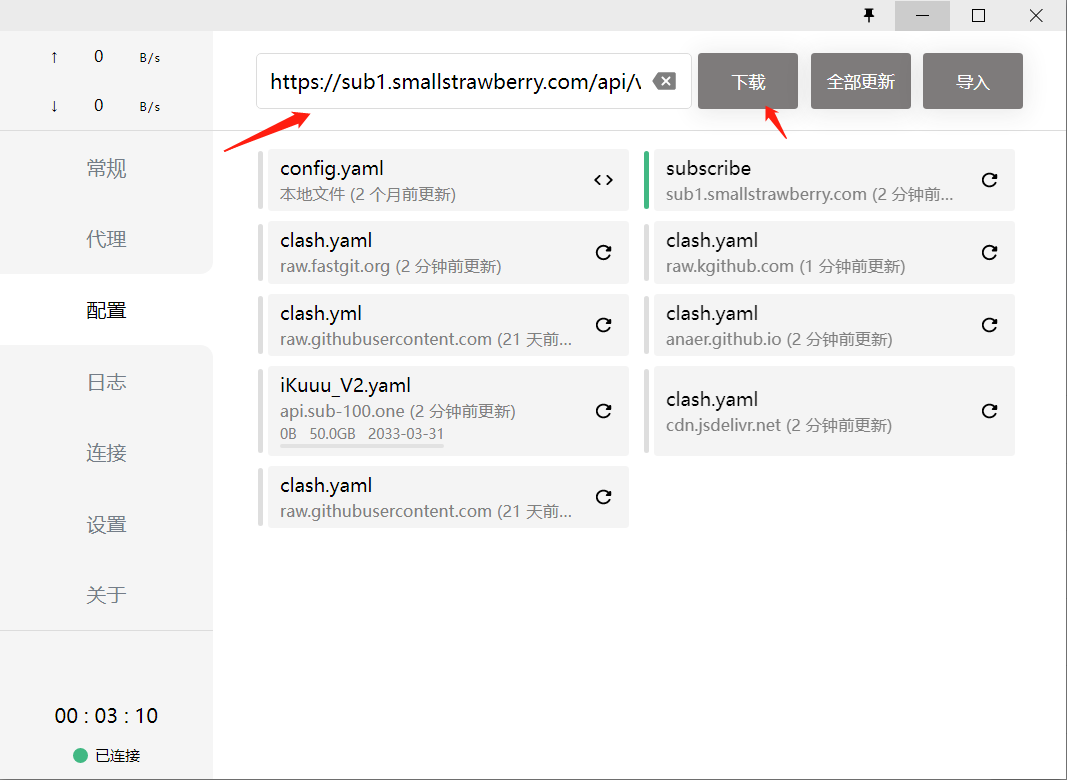 ↑ 0 B/s
↓ 0 B/s
常规
代理
配置
日志
连接
设置
关于
00 : 03 : 10
已连接
https://sub1.smallstrawberry.com/api/v
下载
全部更新
导入
config.yaml
本地文件 (2 个月前更新)
subscribe
sub1.smallstrawberry.com (2 分钟前...
clash.yaml
raw.fastgit.org (2 分钟前更新)
clash.yaml
raw.kgithub.com (1 分钟前更新)
clash.yml
raw.githubusercontent.com (21 天前...
clash.yaml
anaer.github.io (2 分钟前更新)
iKuuu_V2.yaml
api.sub-100.one (2 分钟前更新)
0B 50.0GB 2033-03-31
clash.yaml
cdn.jsdelivr.net (2 分钟前更新)
clash.yaml
raw.githubusercontent.com (21 天前...